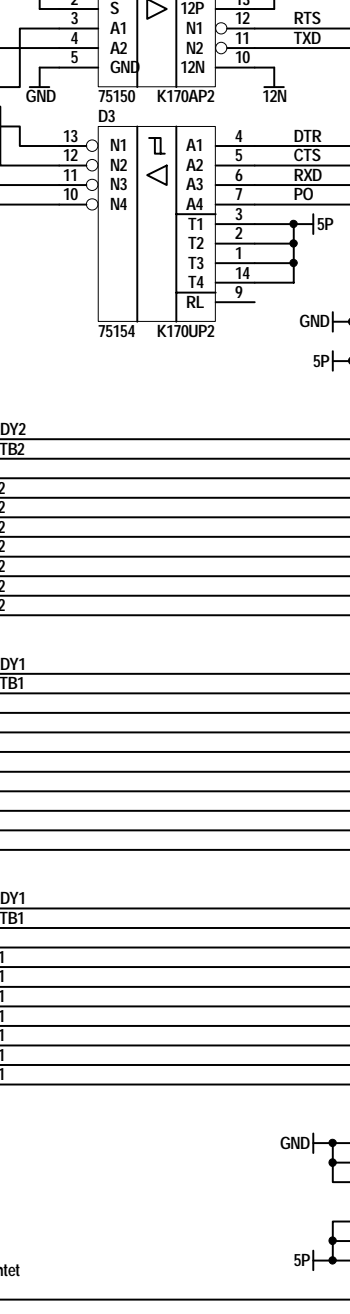 2 S 12P 13
3 A1 N1 12 RTS
4 A2 N2 11 TXD
5 GND 12N 10
GND 75150 K170AP2 12N
D3
13 N1 A1 4 DTR
12 N2 A2 5 CTS
11 N3 A3 6 RXD
10 N4 A4 7 PO
T1 3 5P
T2 2
T3 1
T4 14
RL 9
75154 K170UP2
GND
5P
DY2
TB2
2
2
2
2
2
2
2
DY1
TB1
DY1
TB1
1
1
1
1
1
1
1
GND
5P
ntet